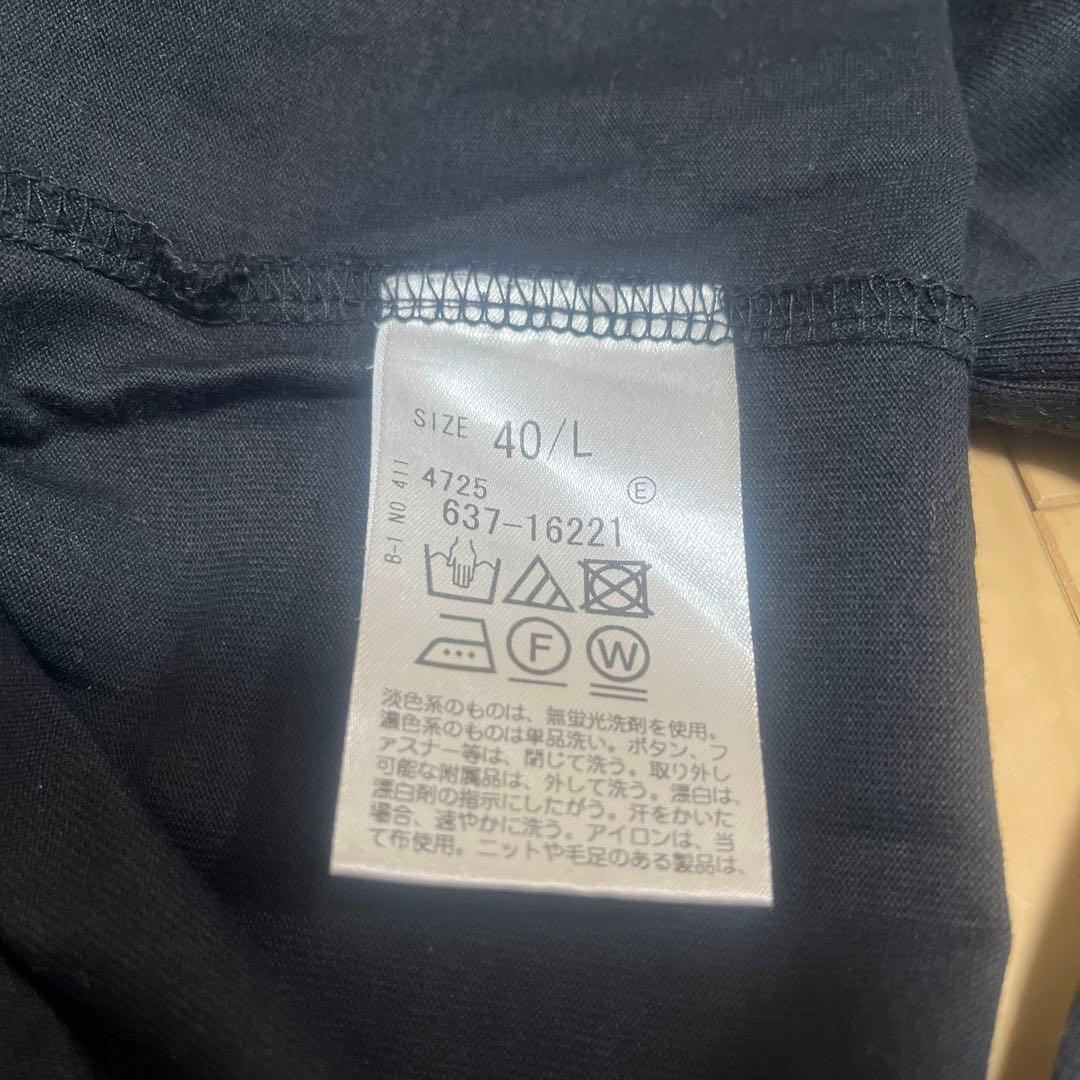 SIZE 40/L
B-1 NO 411
4725 Ⓔ
637-16221
F W
淡色系のものは、無蛍光洗剤を使用。
濃色系のものは単品洗い。ボタン、フ
ァスナー等は、閉じて洗う。取り外し
可能な附属品は、外して洗う。漂白は、
漂白剤の指示にしたがう。汗をかいた
場合、速やかに洗う。アイロンは、当
て布使用。ニットや毛足のある製品は、